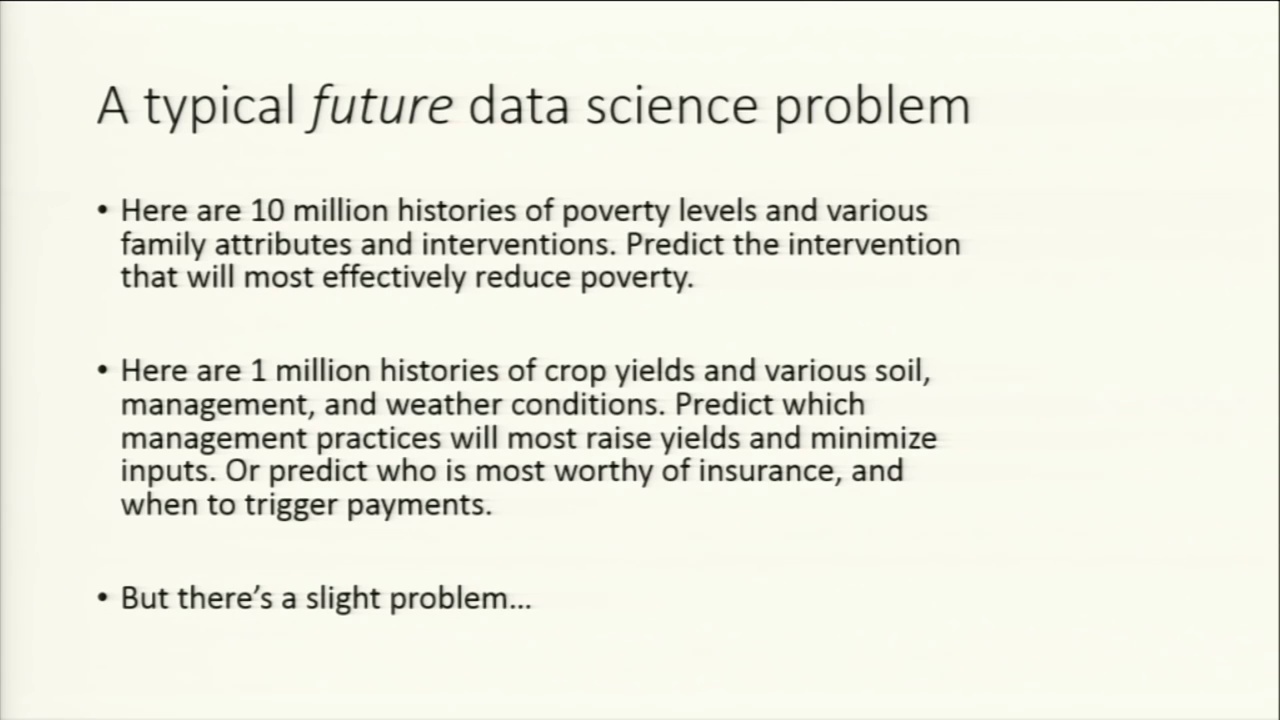 A typical future data science problem
• Here are 10 million histories of poverty levels and various
family attributes and interventions. Predict the intervention
that will most effectively reduce poverty.
• Here are 1 million histories of crop yields and various soil,
management, and weather conditions. Predict which
management practices will most raise yields and minimize
inputs. Or predict who is most worthy of insurance, and
when to trigger payments.
• But there’s a slight problem…